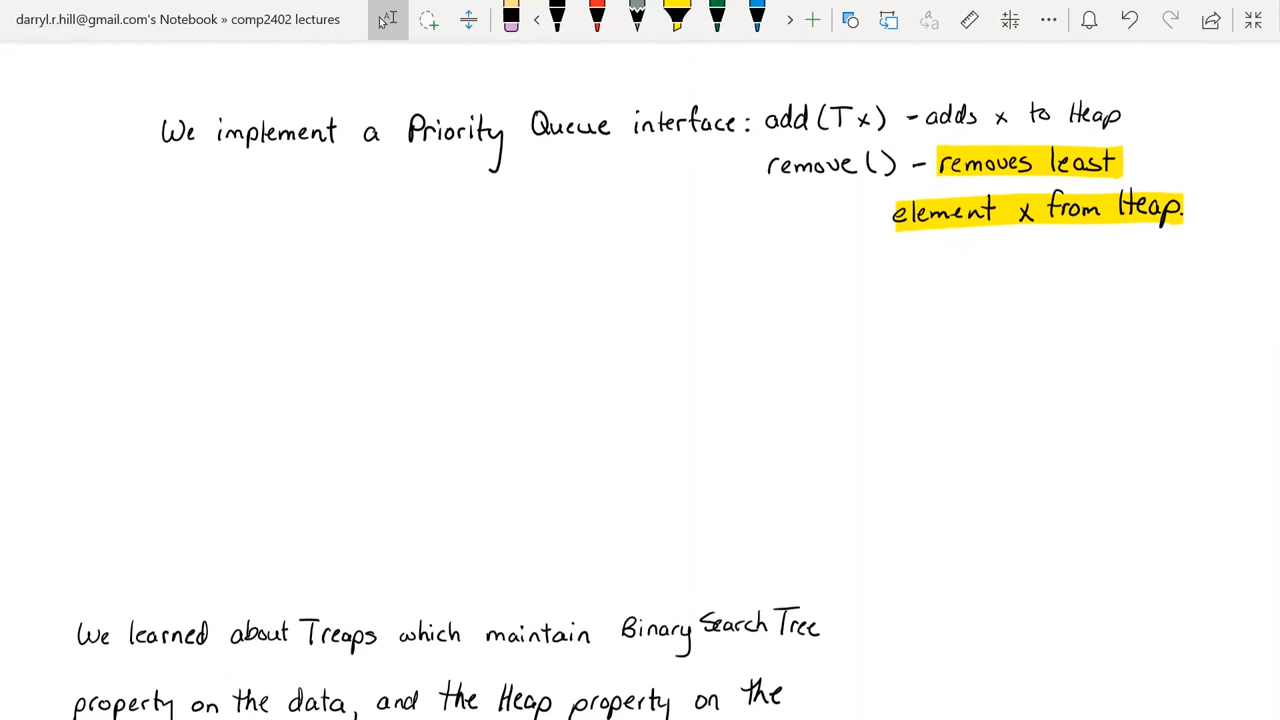 darryl.r.hill@gmail.com's Notebook » comp2402 lectures
We implement a Priority Queue interface: add(Tx) - adds x to Heap
remove() - removes least
element x from Heap.
We learned about Treaps which maintain Binary Search Tree
property on the data, and the Heap property on the